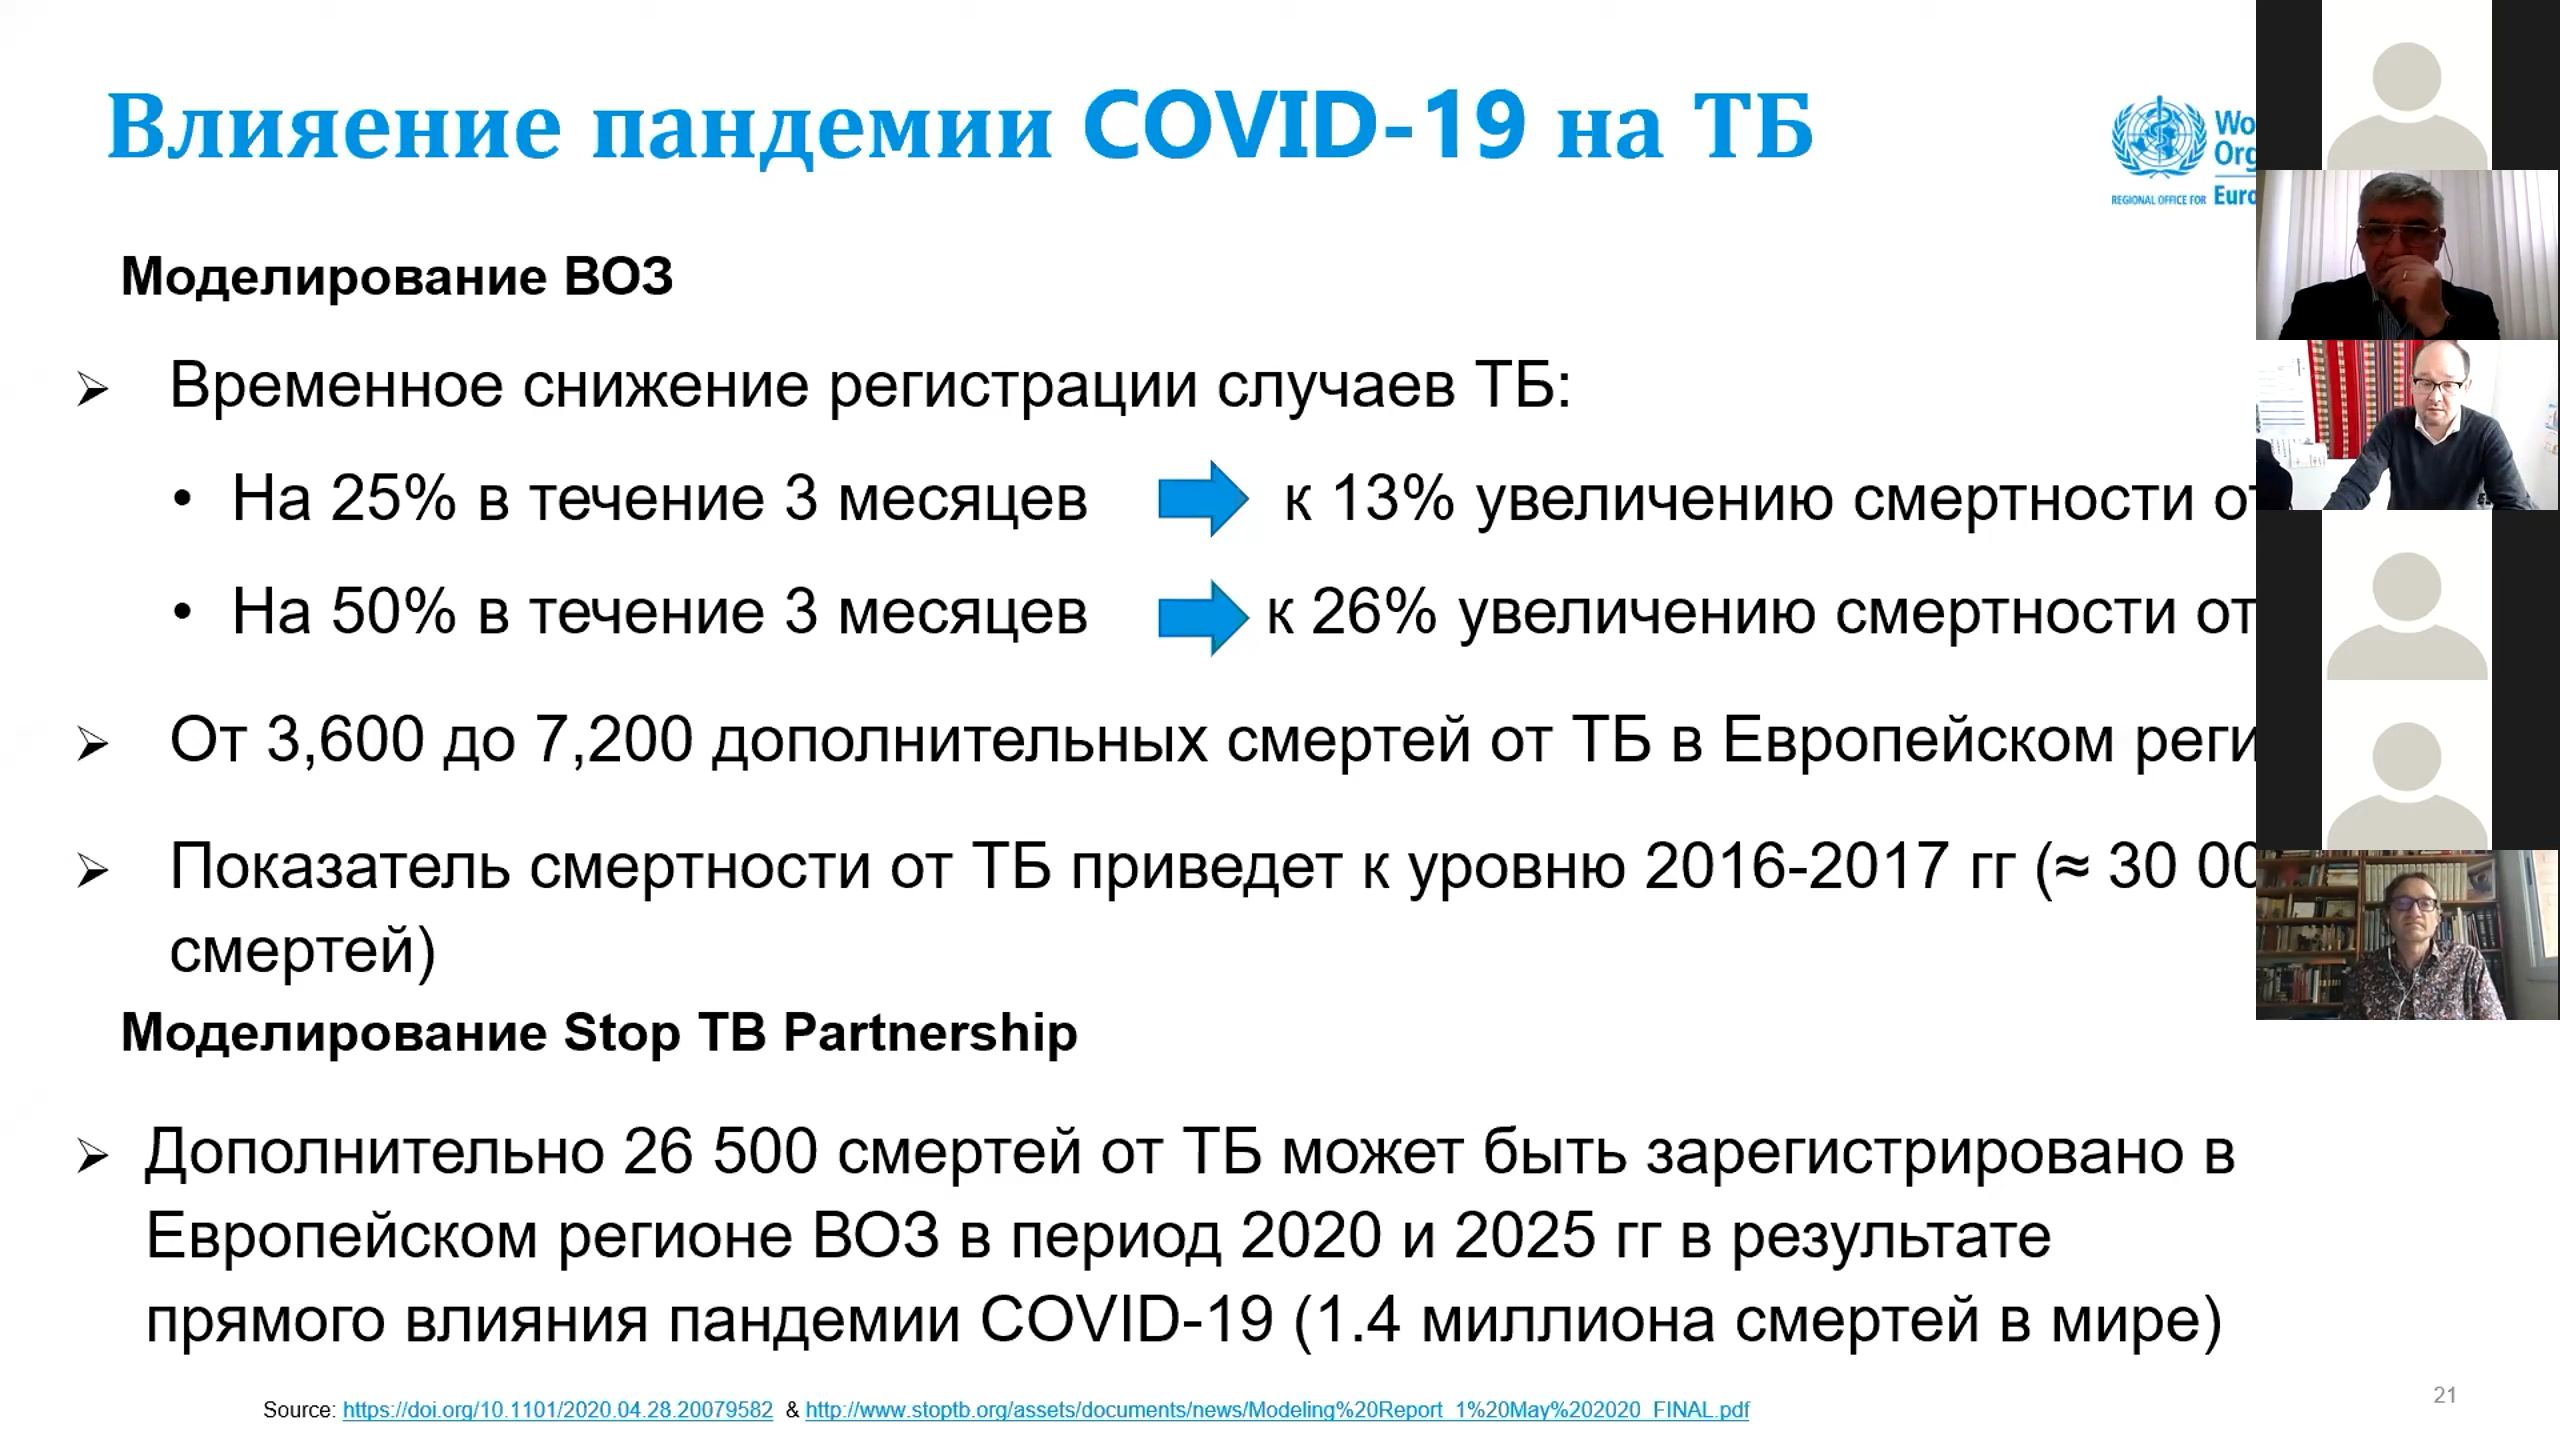 Влияение пандемии COVID-19 на ТБ
REGIONAL OFFICE FOR
Моделирование ВОЗ
Временное снижение регистрации случаев ТБ:
• На 25% в течение 3 месяцев к 13% увеличению смертности от
• На 50% в течение 3 месяцев к 26% увеличению смертности от
От 3,600 до 7,200 дополнительных смертей от ТБ в Европейском
Показатель смертности от ТБ приведет к уровню 2016-2017 гг (≈ 30
смертей)
Моделирование Stop TB Partnership
Дополнительно 26 500 смертей от ТБ может быть зарегистрировано в
Европейском регионе ВОЗ в период 2020 и 2025 гг в результате
прямого влияния пандемии COVID-19 (1.4 миллиона смертей в мире)
Source: https://doi.org/10.1101/2020.04.28.20079582 & http://www.stoptb.org/assets/documents/news/Modeling%20Report_1%20May%202020_FINAL.pdf
21